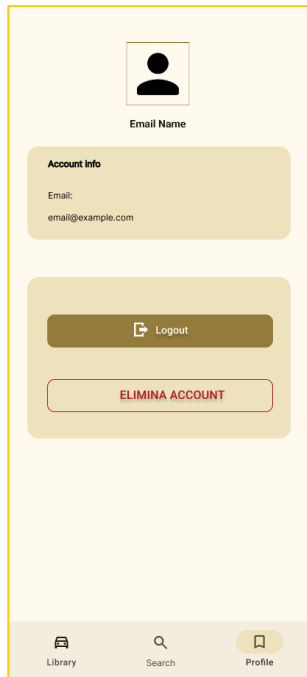 Email Name
Account Info
Email:
email@example.com
Logout
ELIMINA ACCOUNT
Library
Search
Profile